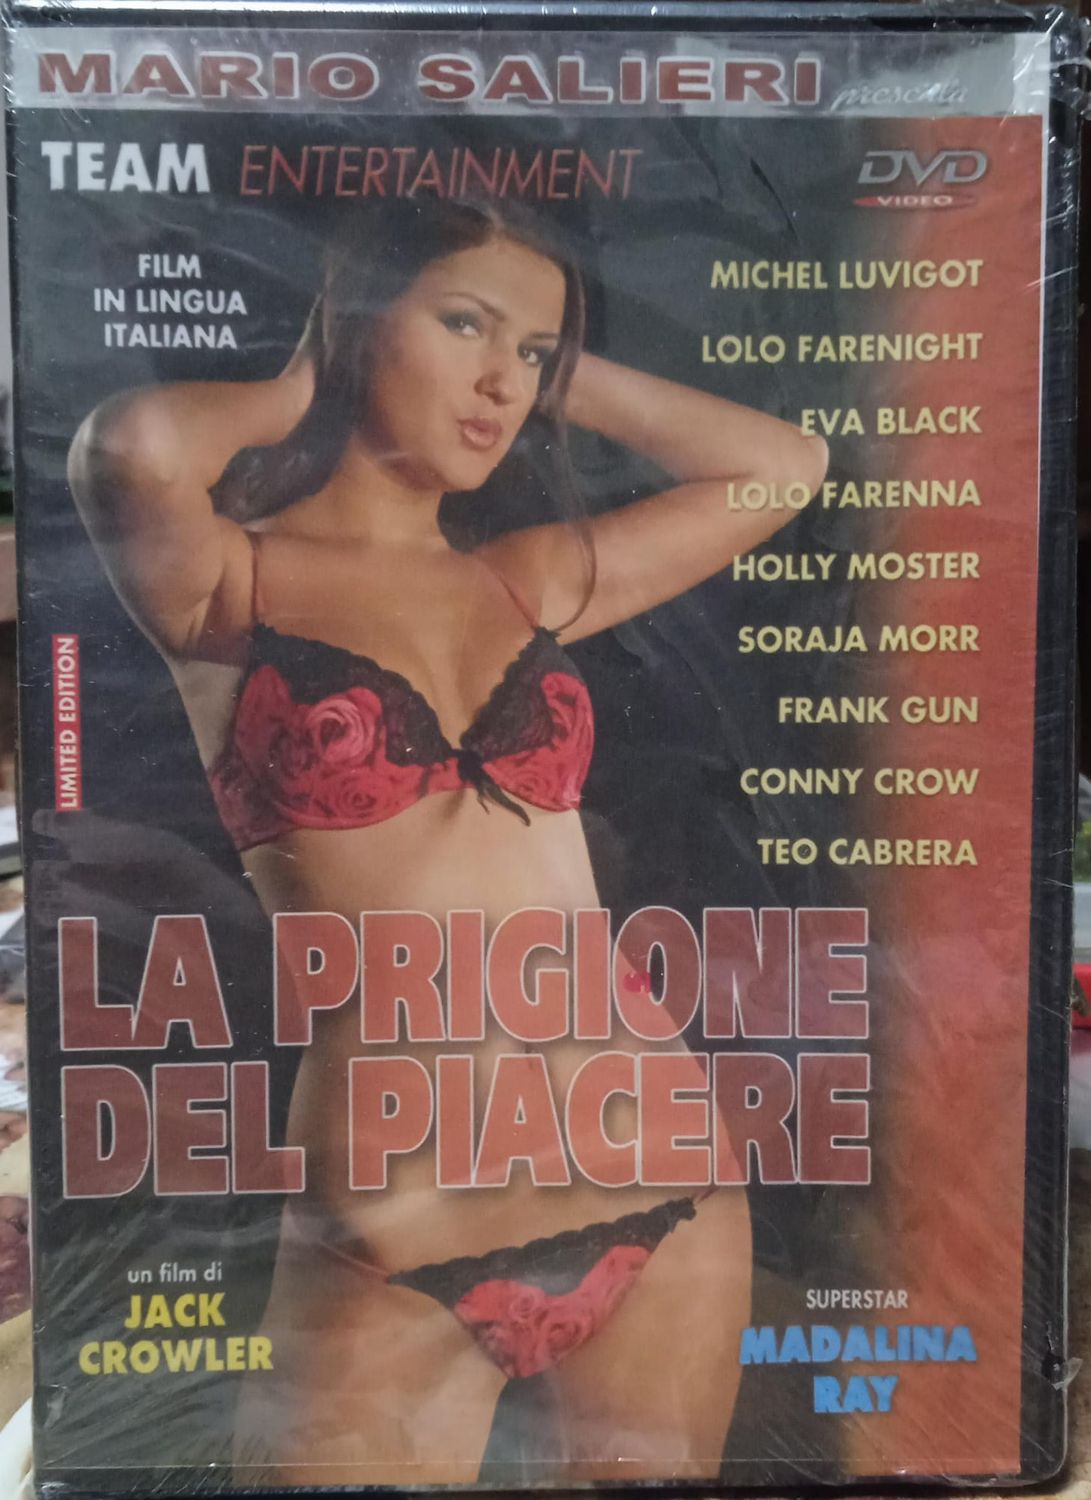 MARIO SALIERI presenta
TEAM ENTERTAINMENT
DVD
VIDEO
FILM
IN LINGUA
ITALIANA
MICHEL LUVIGOT
LOLO FARENIGHT
EVA BLACK
LOLO FARENNA
HOLLY MOSTER
SORAJA MORR
FRANK GUN
CONNY CROW
TEO CABRERA
LIMITED EDITION
LA PRIGIONE
DEL PIACERE
un film di
JACK
CROWLER
SUPERSTAR
MADALINA
RAY